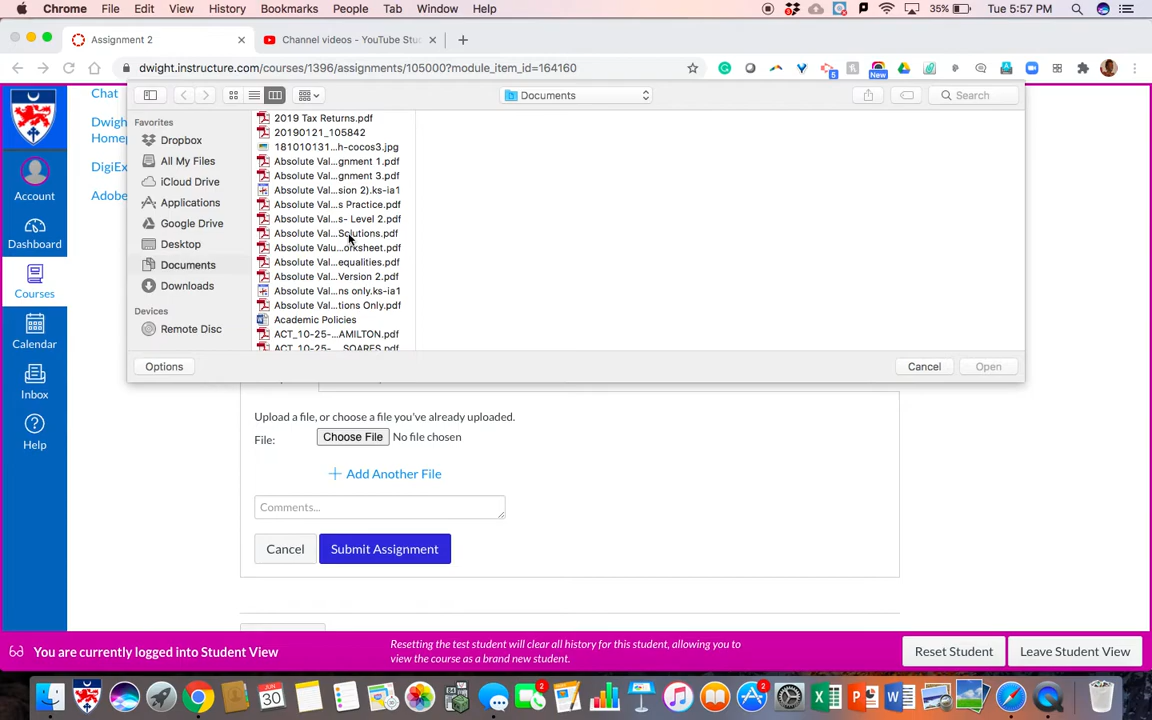 Chrome File Edit View History Bookmarks People Tab Window Help 35% Tue 5:57 PM
Assignment 2 Channel videos - YouTube Stu
dwight.instructure.com/courses/1396/assignments/105000?module_item_id=164160
New
Documents
Search
Favorites
Dropbox
All My Files
iCloud Drive
Applications
Google Drive
Desktop
Documents
Downloads
Devices
Remote Disc
2019 Tax Returns.pdf
20190121_105842
181010131...h-cocos3.jpg
Absolute Val...gnment 1.pdf
Absolute Val...gnment 3.pdf
Absolute Val...sion 2).ks-ia1
Absolute Val...s Practice.pdf
Absolute Val...s- Level 2.pdf
Absolute Val...Solutions.pdf
Absolute Valu...orksheet.pdf
Absolute Val...equalities.pdf
Absolute Val...Version 2.pdf
Absolute Val...ns only.ks-ia1
Absolute Val...tions Only.pdf
Academic Policies
ACT_10-25-...AMILTON.pdf
ACT_10-25-... SOARES.pdf
Options
Cancel
Open
Account
Dashboard
Courses
Calendar
Inbox
Help
Chat
Dwigh
Home
DigiEx
Adobe
Upload a file, or choose a file you've already uploaded.
File: Choose File No file chosen
+ Add Another File
Comments...
Cancel Submit Assignment
You are currently logged into Student View
Resetting the test student will clear all history for this student, allowing you to
view the course as a brand new student.
Reset Student Leave Student View